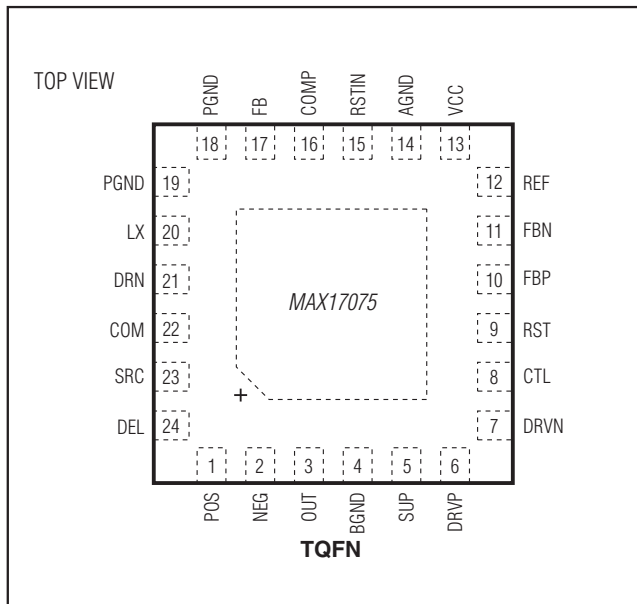 TOP VIEW
PGND
FB
COMP
RSTIN
AGND
VCC
18 17 16 15 14 13
PGND 19 12 REF
LX 20 11 FBN
DRN 21 10 FBP
MAX17075
COM 22 9 RST
SRC 23 8 CTL
+
DEL 24 7 DRVN
1 2 3 4 5 6
POS
NEG
OUT
BGND
SUP
DRVP
TQFN